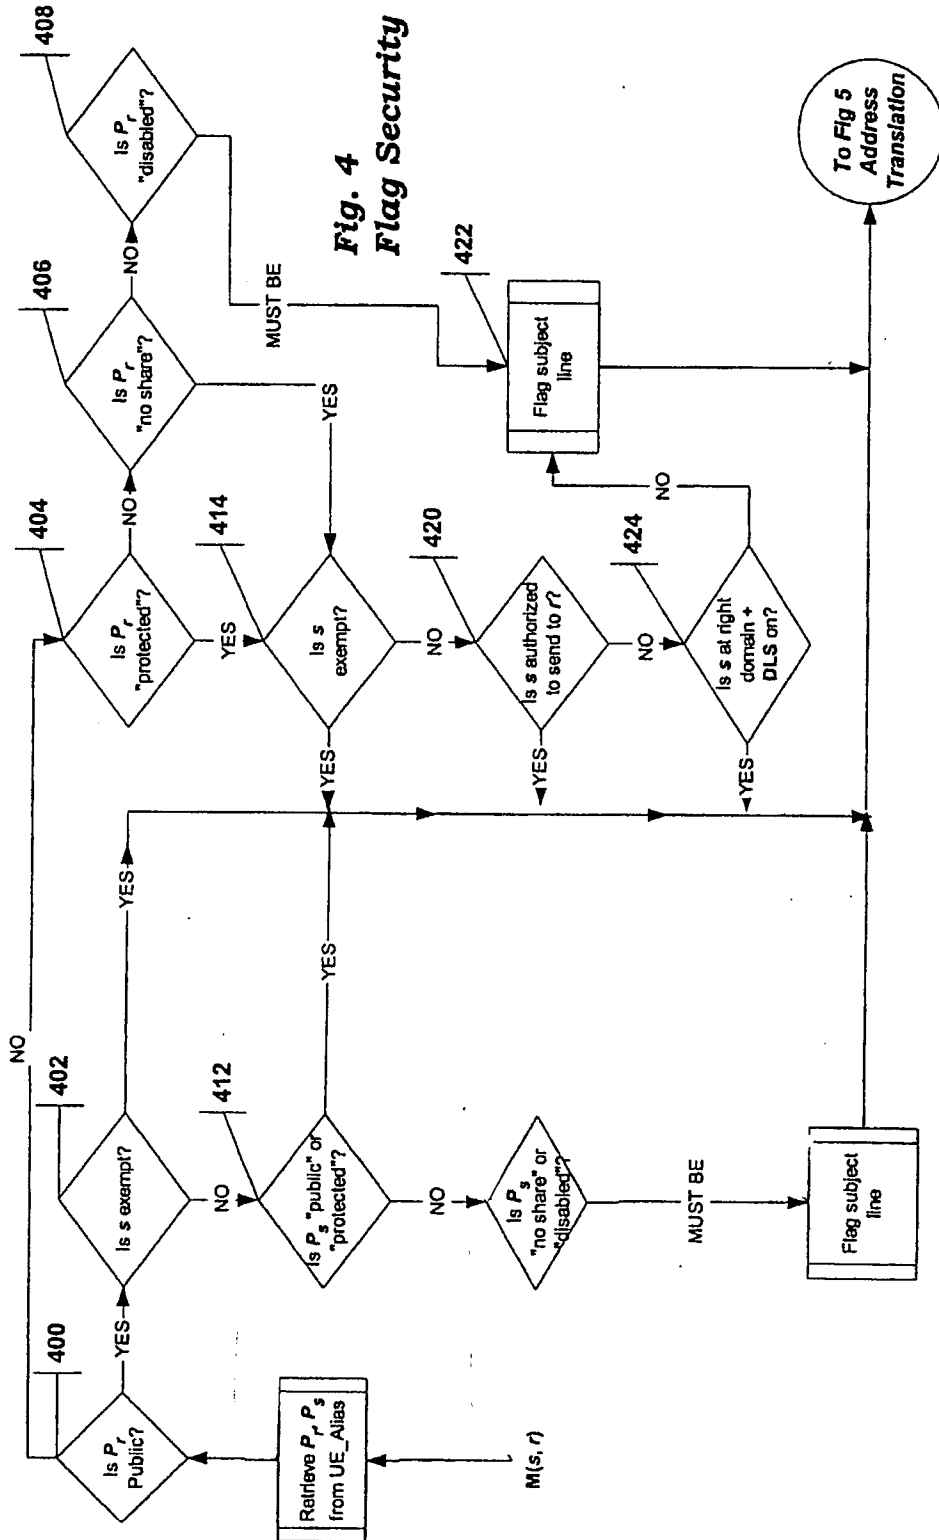 Fig. 4
Flag Security
M(s, r)
Retrieve Pr, Ps
from UE_Alias
400
Is Pr
Public?
NO
YES
402
Is s exempt?
YES
NO
412
Is Ps "public" or
"protected"?
YES
NO
Is Ps
"no share" or
"disabled"?
MUST BE
Flag subject
line
404
Is Pr
"protected"?
NO
YES
406
Is Pr
"no share"?
NO
YES
408
Is Pr
"disabled"?
MUST BE
414
Is s
exempt?
YES
NO
420
Is s authorized
to send to r?
YES
NO
424
Is s at right
domain +
DLS on?
YES
NO
422
Flag subject
line
To Fig 5
Address
Translation